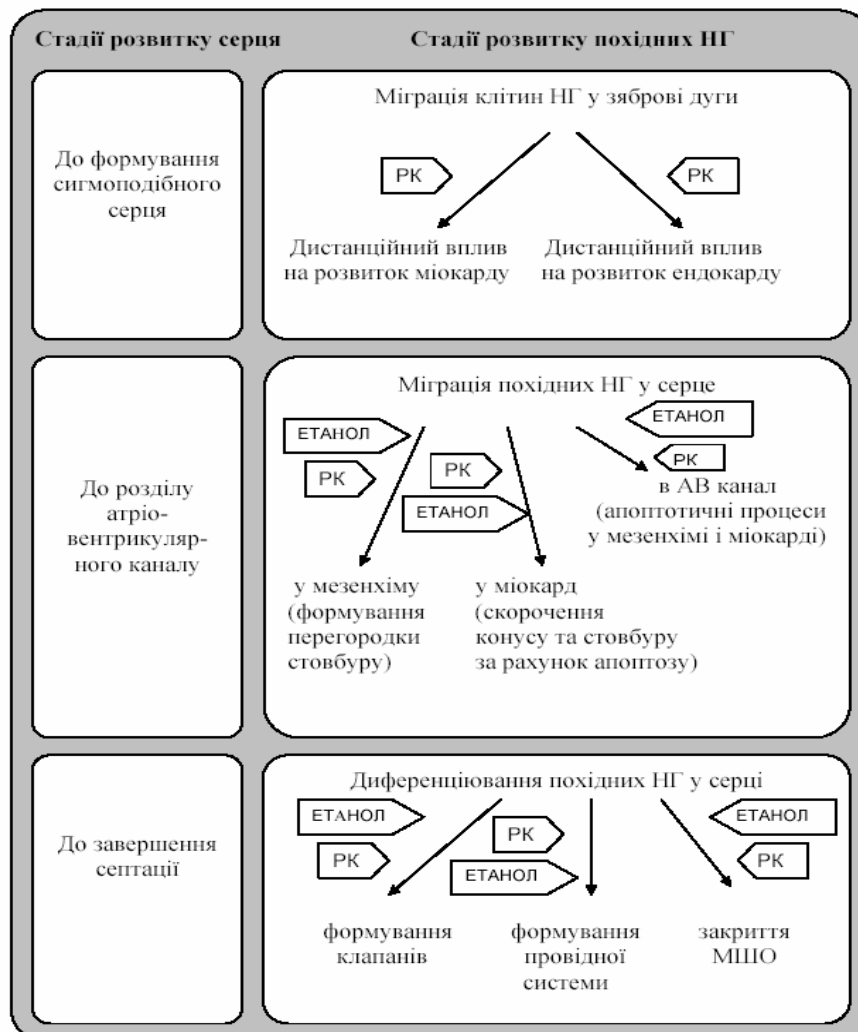 Стадії розвитку серця
Стадії розвитку похідних НГ
До формування
сигмоподібного
серця
Міграція клітин НГ у зяброві дуги
РК
РК
Дистанційний вплив
на розвиток міокарду
Дистанційний вплив
на розвиток ендокарду
До розділу
атріо-
вентрикуляр-
ного каналу
Міграція похідних НГ у серце
ЕТАНОЛ
РК
РК
ЕТАНОЛ
ЕТАНОЛ
РК
в АВ канал
(апоптотичні процеси
у мезенхімі і міокарді)
у мезенхіму
(формування
перегородки
стовбуру)
у міокард
(скорочення
конусу та стовбуру
за рахунок апоптозу)
До завершення
септації
Диференціювання похідних НГ у серці
ЕТАНОЛ
РК
РК
ЕТАНОЛ
ЕТАНОЛ
РК
формування
клапанів
формування
провідної
системи
закриття
МШО